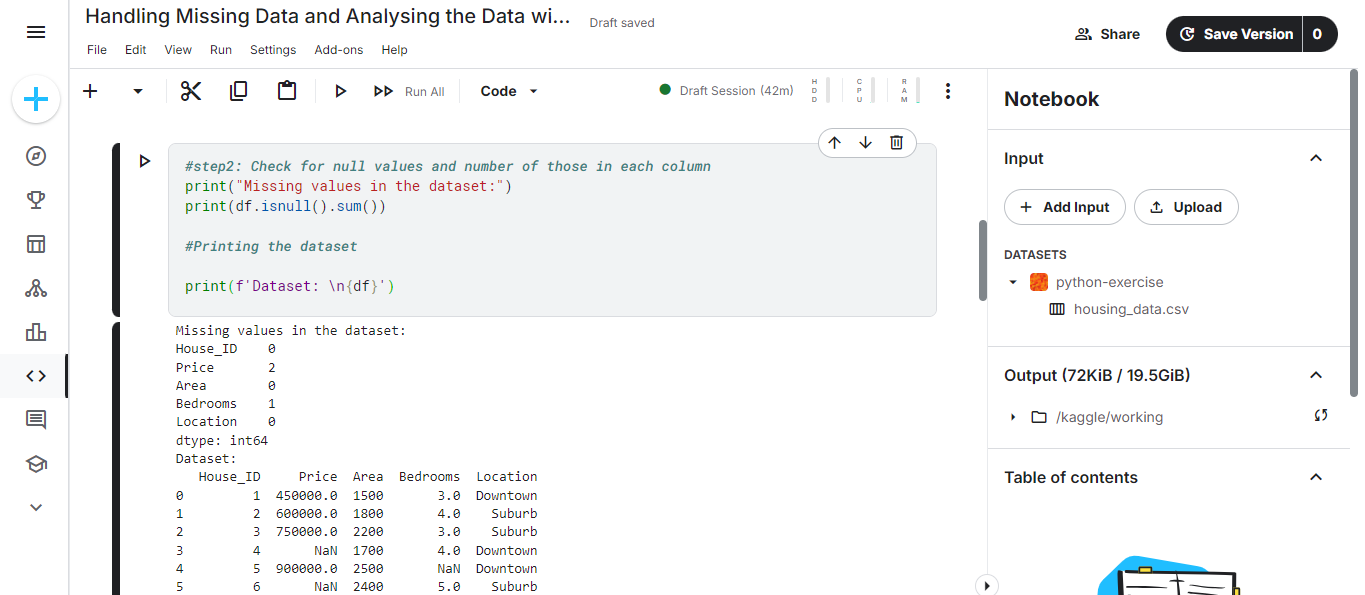 Handling Missing Data and Analysing the Data wi...
Draft saved
File Edit View Run Settings Add-ons Help
Share
Save Version 0
Run All
Code
Draft Session (42m)
HDD
CPU
RAM
#step2: Check for null values and number of those in each column
print("Missing values in the dataset:")
print(df.isnull().sum())
#Printing the dataset
print(f'Dataset: \n{df}')
Missing values in the dataset:
House_ID    0
Price       2
Area        0
Bedrooms    1
Location    0
dtype: int64
Dataset:
   House_ID     Price  Area  Bedrooms  Location
0         1  450000.0  1500       3.0  Downtown
1         2  600000.0  1800       4.0    Suburb
2         3  750000.0  2200       3.0    Suburb
3         4       NaN  1700       4.0  Downtown
4         5  900000.0  2500       NaN  Downtown
5         6       NaN  2400       5.0    Suburb
Notebook
Input
Add Input Upload
DATASETS
python-exercise
housing_data.csv
Output (72KiB / 19.5GiB)
/kaggle/working
Table of contents